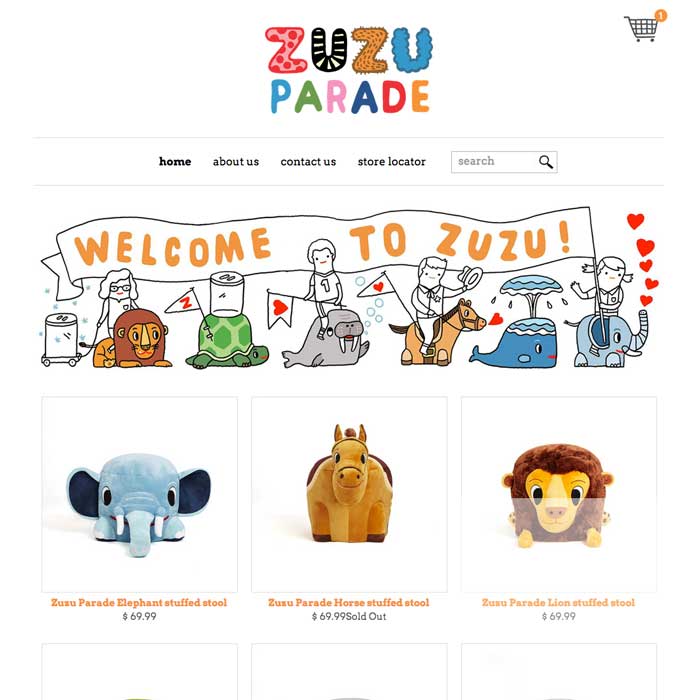 ZUZU
PARADE
1
home about us contact us store locator search
WELCOME TO ZUZU!
Z
1
Zuzu Parade Elephant stuffed stool
$ 69.99
Zuzu Parade Horse stuffed stool
$ 69.99Sold Out
Zuzu Parade Lion stuffed stool
$ 69.99